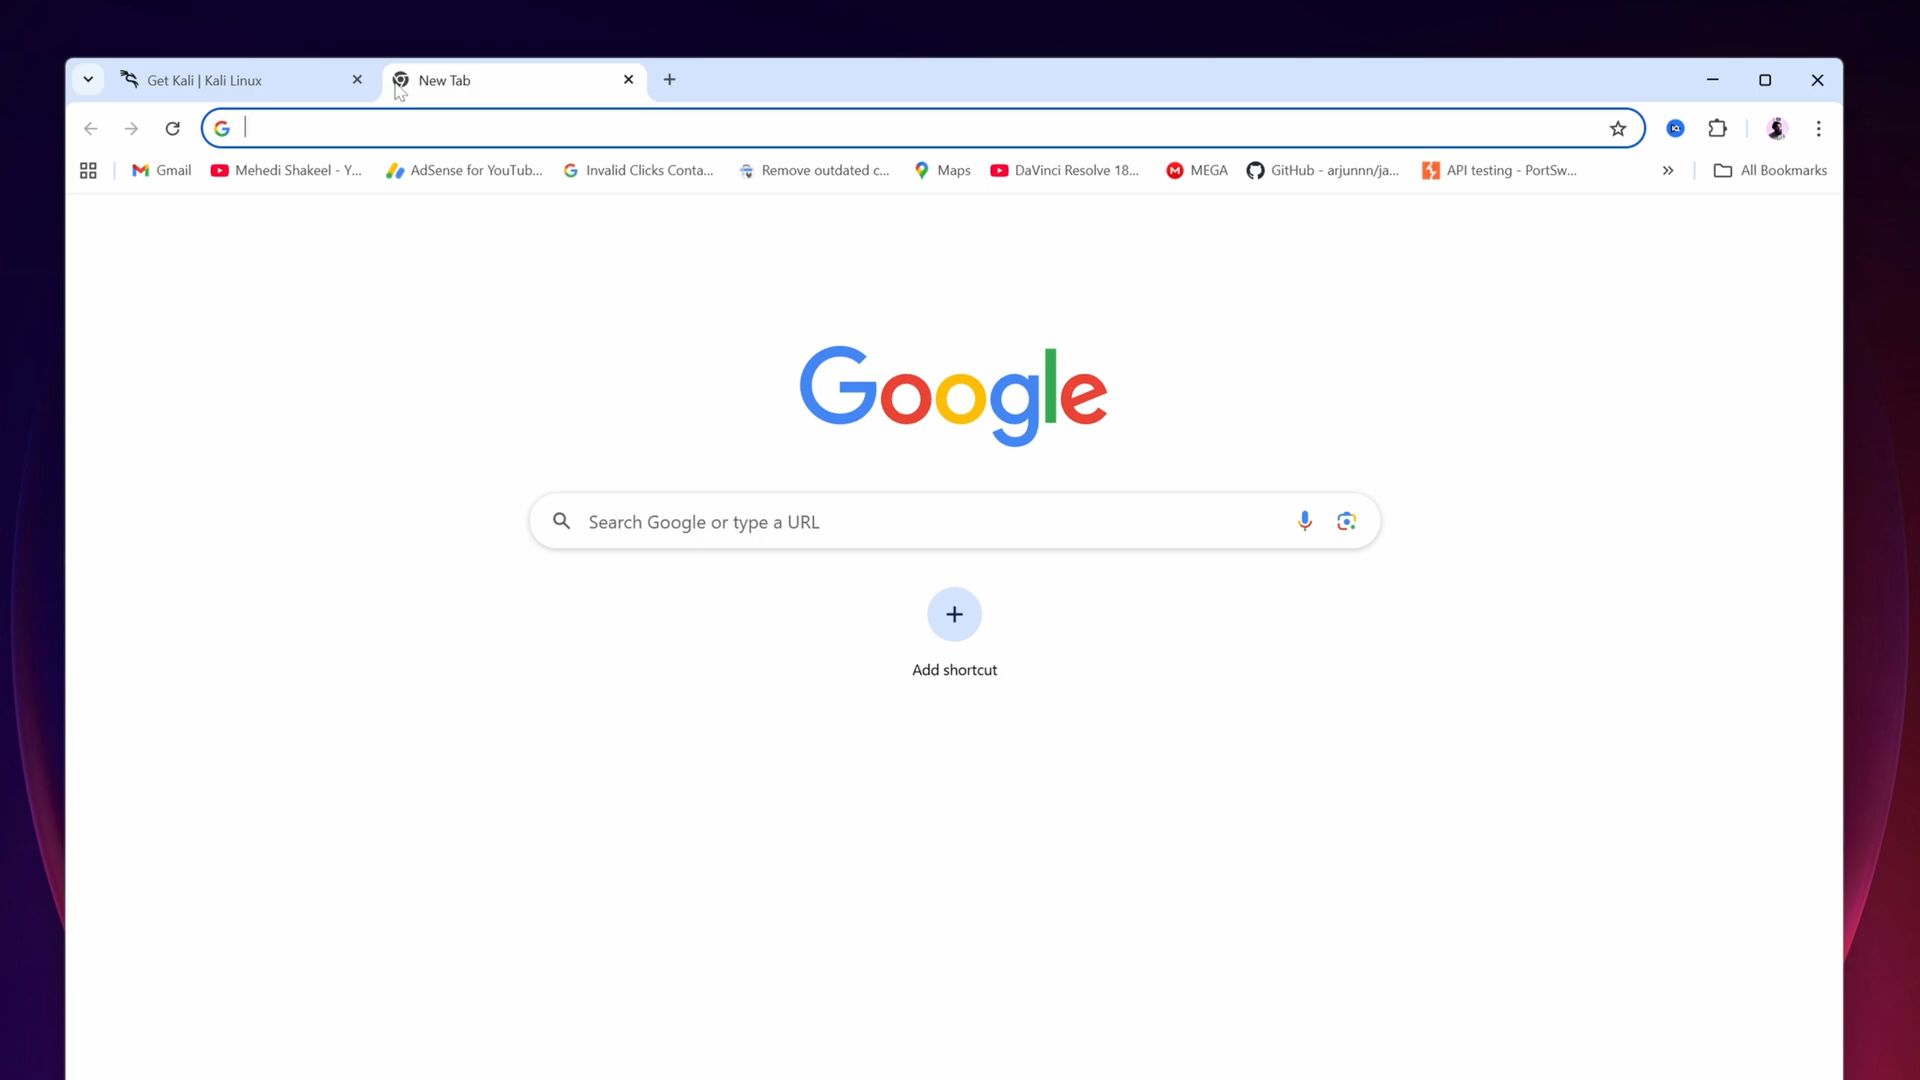 Get Kali | Kali Linux
New Tab
Gmail
Mehedi Shakeel - Y...
AdSense for YouTub...
Invalid Clicks Conta...
Remove outdated c...
Maps
DaVinci Resolve 18...
MEGA
GitHub - arjunnn/ja...
API testing - PortSw...
All Bookmarks
Google
Search Google or type a URL
Add shortcut